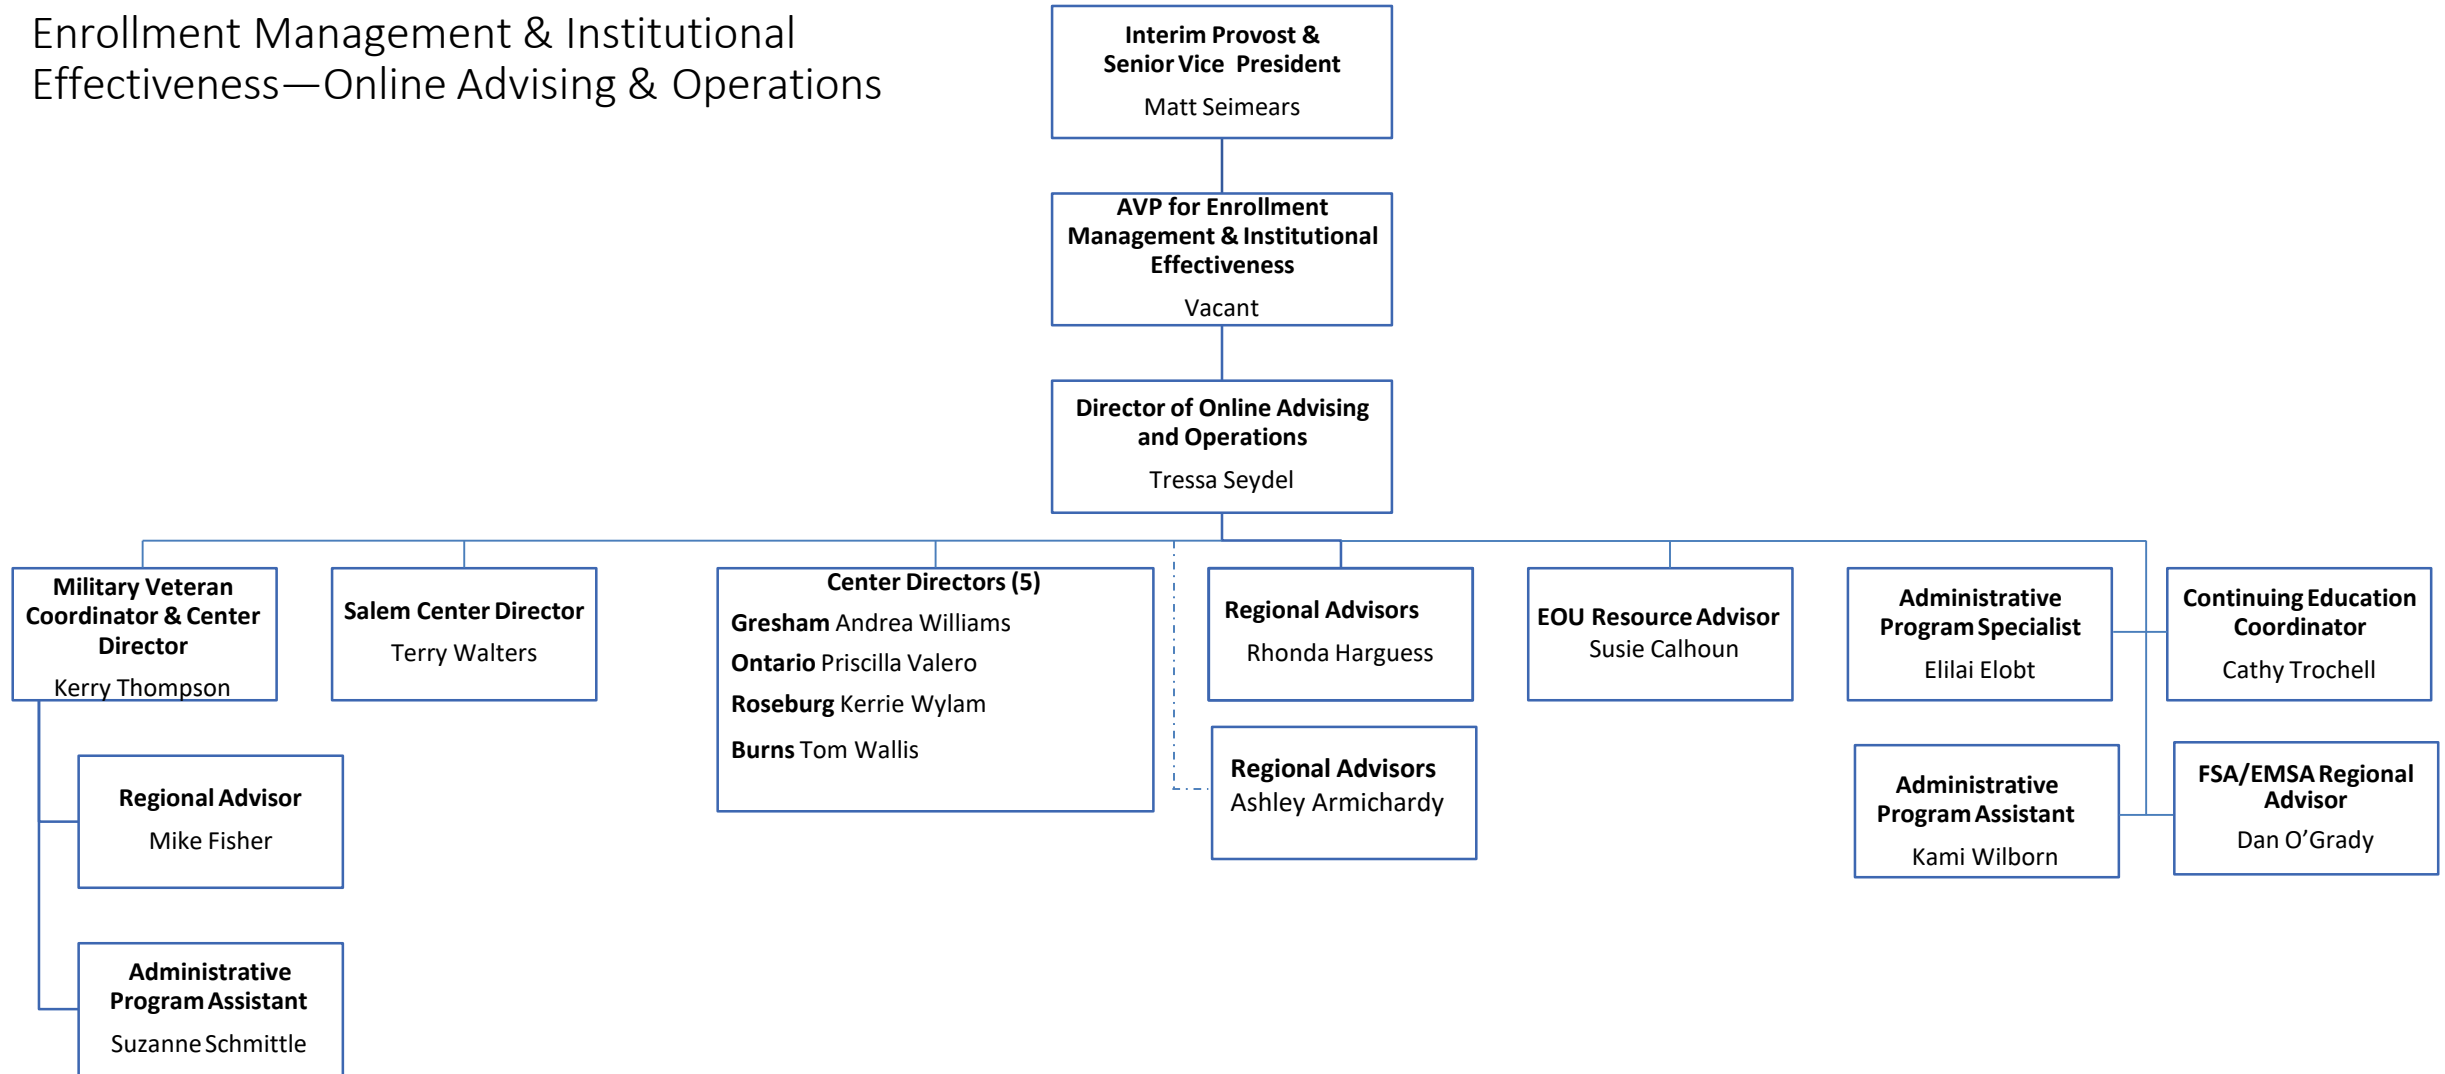 Enrollment Management & Institutional
Effectiveness—Online Advising & Operations
Interim Provost &
Senior Vice President
Matt Seimears
AVP for Enrollment
Management & Institutional
Effectiveness
Vacant
Director of Online Advising
and Operations
Tressa Seydel
Military Veteran
Coordinator & Center
Director
Kerry Thompson
Regional Advisor
Mike Fisher
Administrative
Program Assistant
Suzanne Schmittle
Salem Center Director
Terry Walters
Center Directors (5)
Gresham Andrea Williams
Ontario Priscilla Valero
Roseburg Kerrie Wylam
Burns Tom Wallis
Regional Advisors
Rhonda Harguess
Regional Advisors
Ashley Armichardy
EOU Resource Advisor
Susie Calhoun
Administrative
Program Specialist
Elilai Elobt
Administrative
Program Assistant
Kami Wilborn
Continuing Education
Coordinator
Cathy Trochell
FSA/EMSA Regional
Advisor
Dan O’Grady